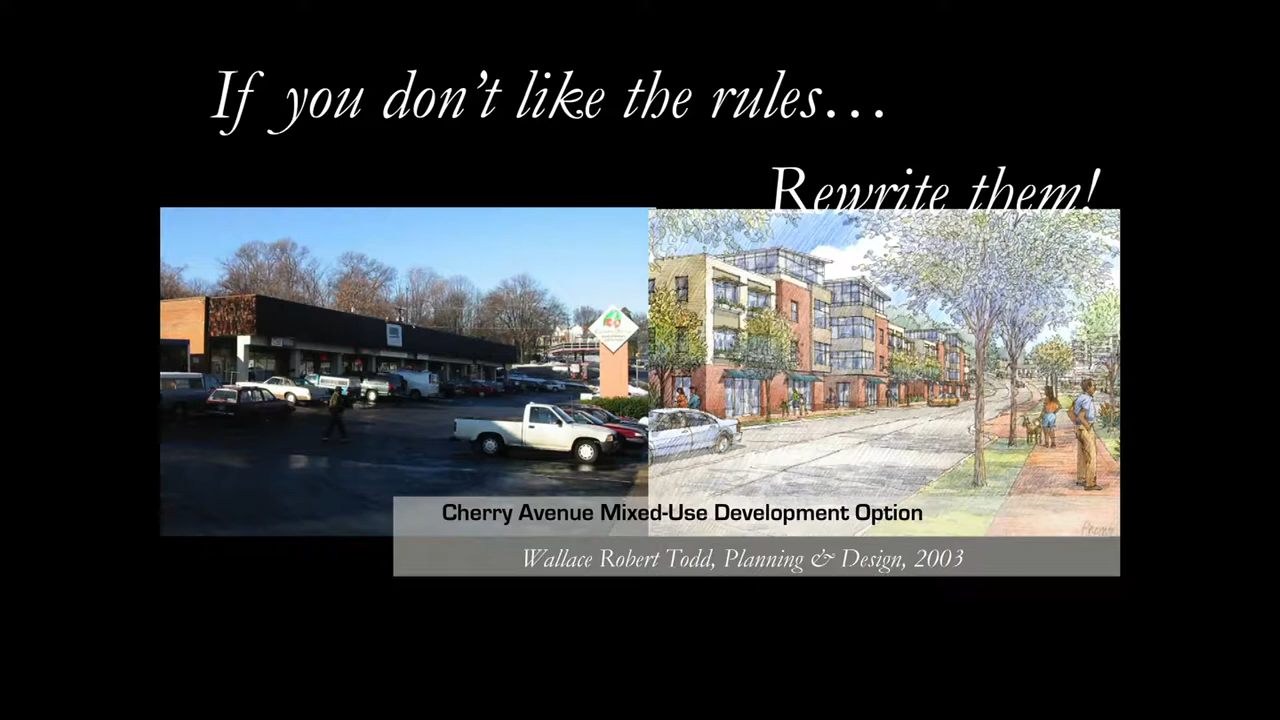 If you don't like the rules…
Rewrite them!
Cherry Avenue Mixed-Use Development Option
Wallace Robert Todd, Planning & Design, 2003